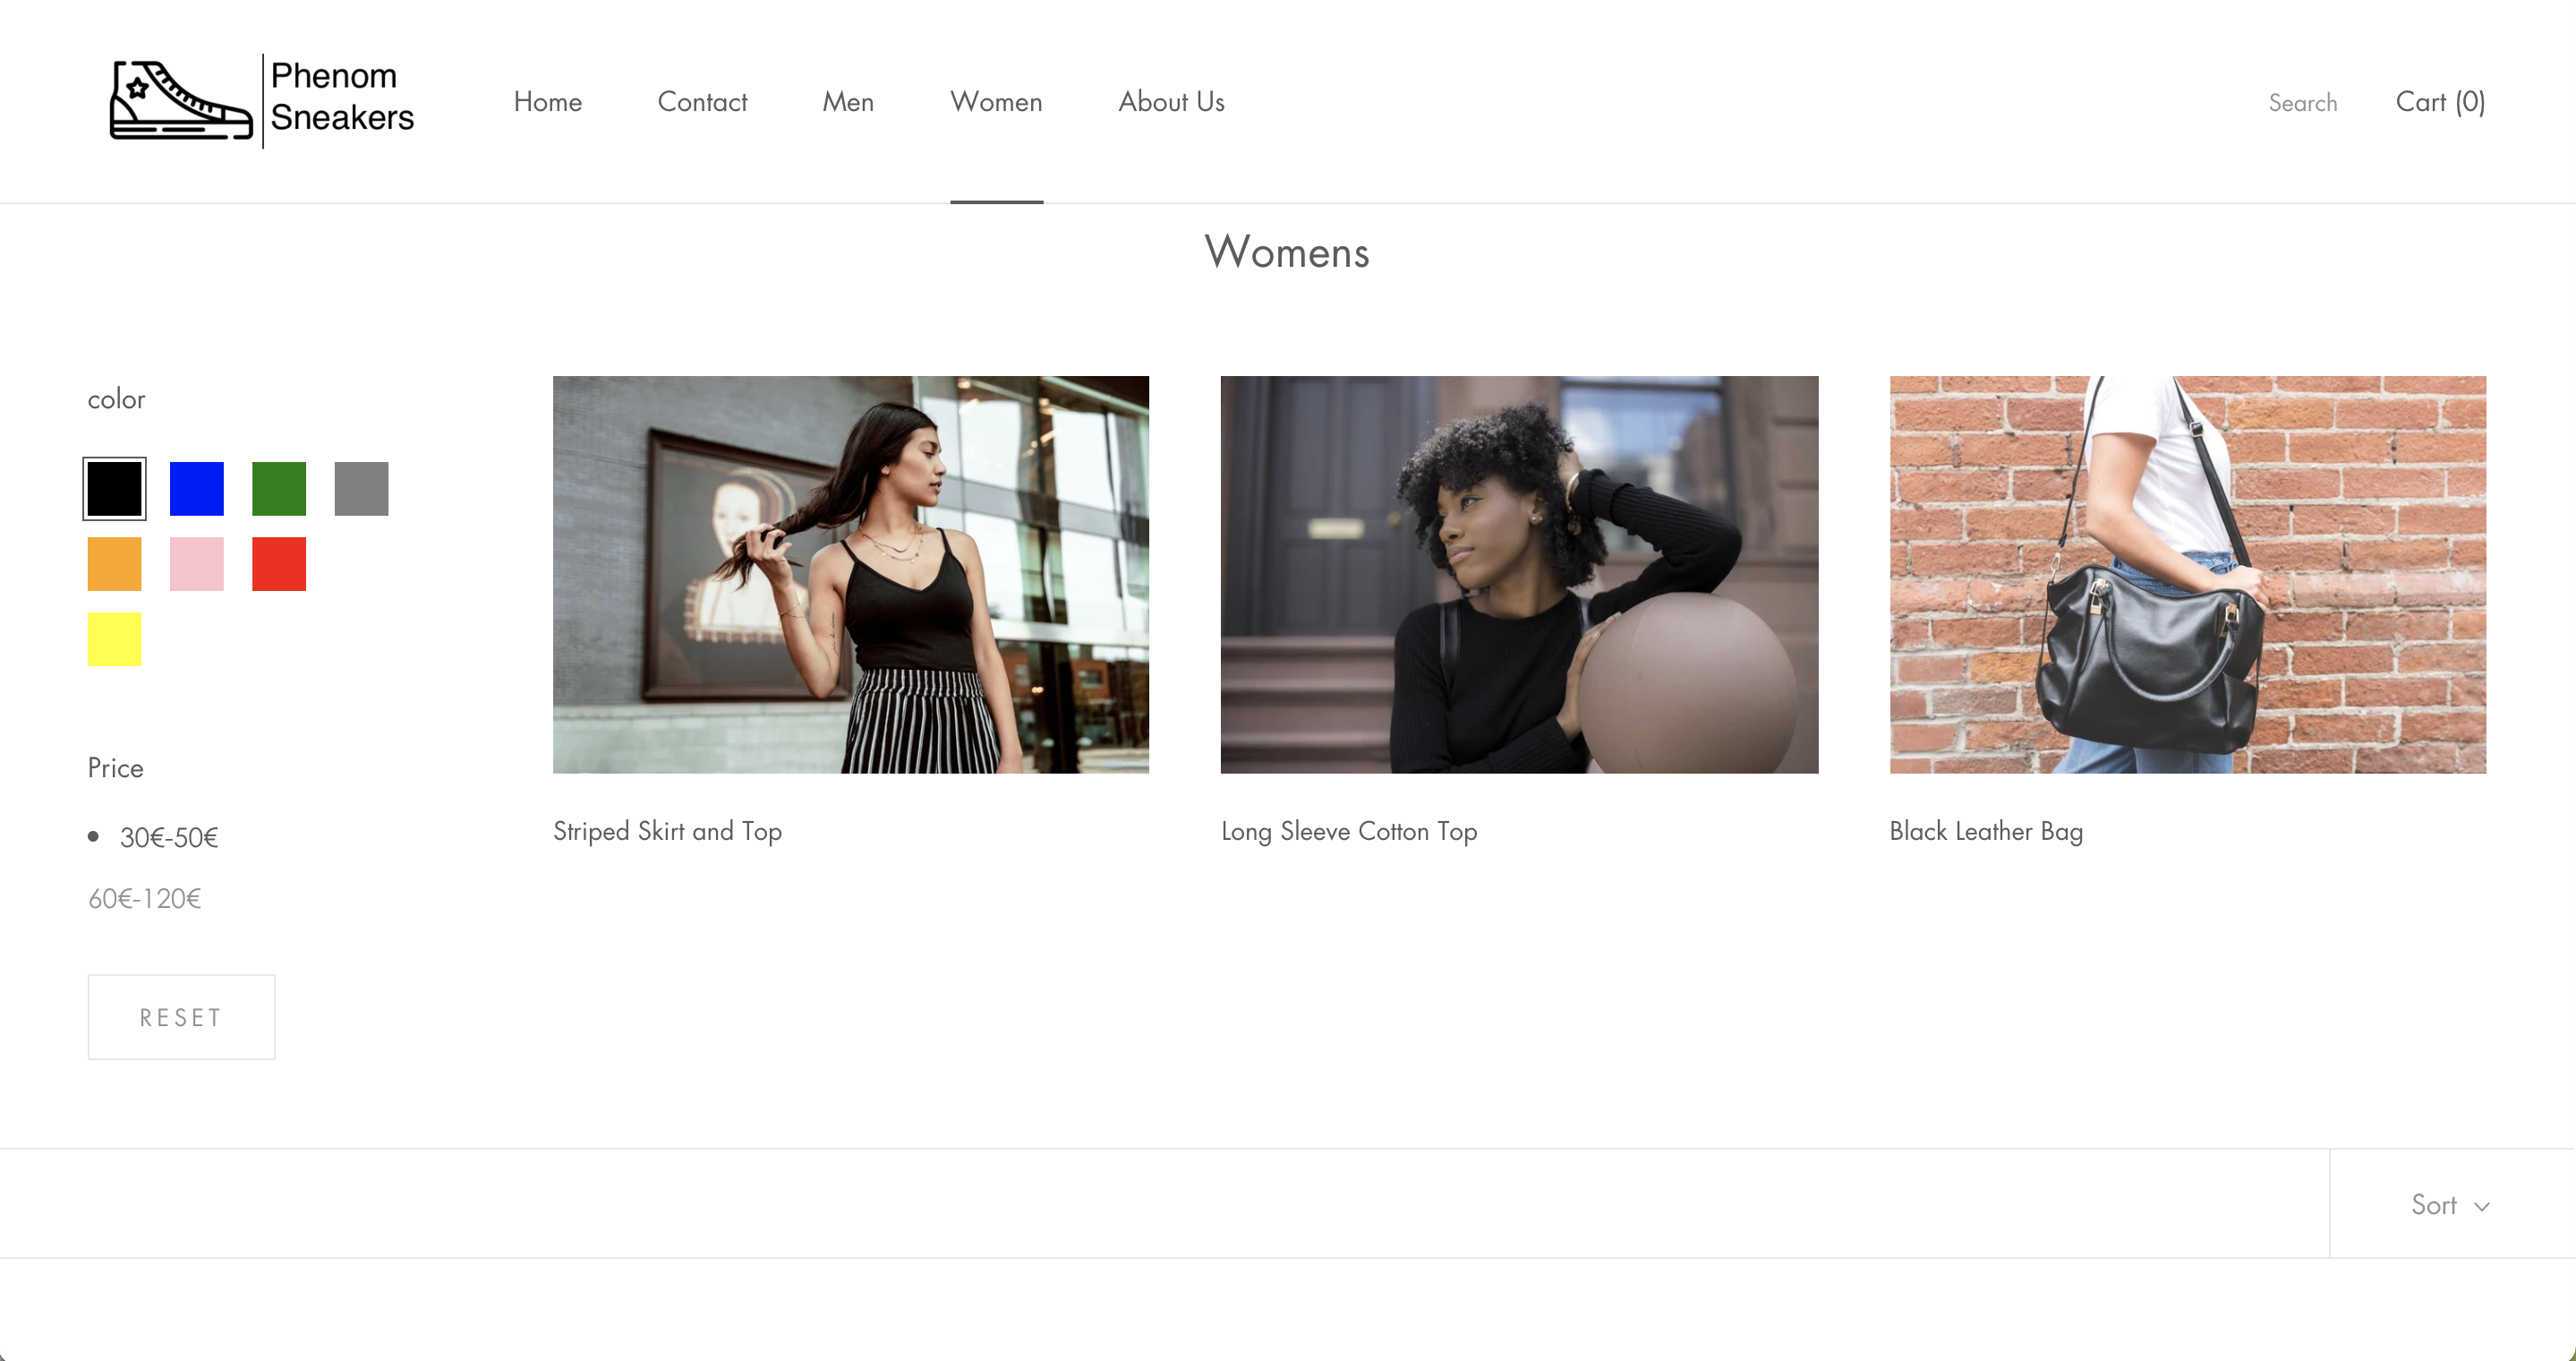 Phenom
Sneakers
Home
Contact
Men
Women
About Us
Search
Cart (0)
Womens
color
Price
30€-50€
60€-120€
RESET
Striped Skirt and Top
Long Sleeve Cotton Top
Black Leather Bag
Sort